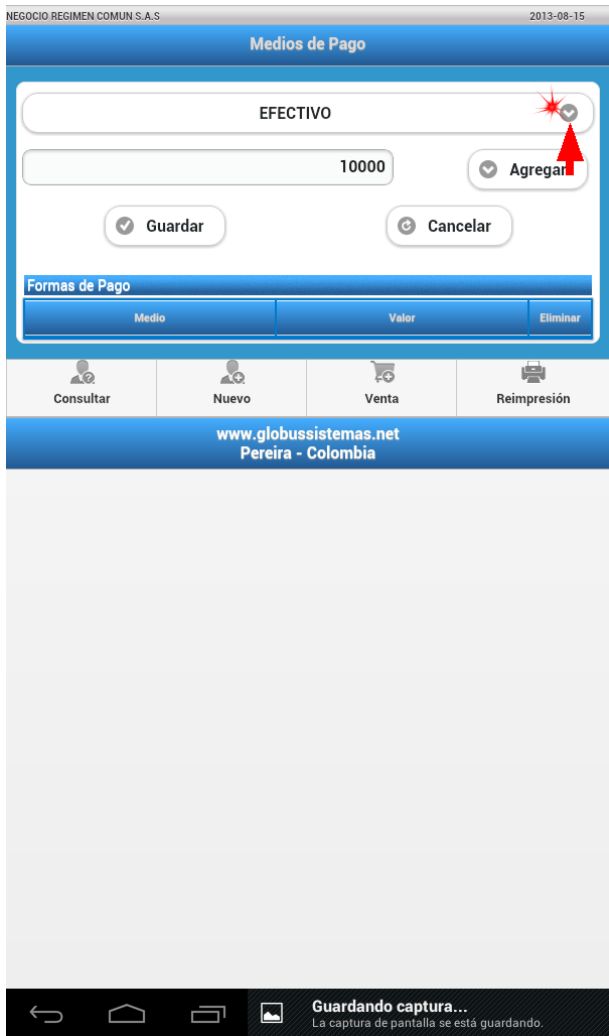 NEGOCIO REGIMEN COMUN S.A.S 2013-08-15
Medios de Pago
EFECTIVO
10000 Agregar
Guardar Cancelar
Formas de Pago
Medio Valor Eliminar
Consultar Nuevo Venta Reimpresión
www.globussistemas.net
Pereira - Colombia
Guardando captura...
La captura de pantalla se está guardando.